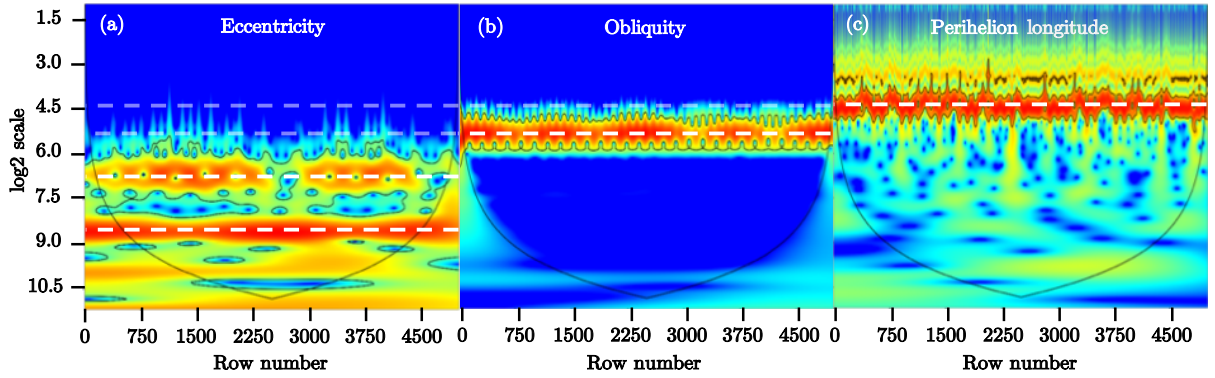 (a) Eccentricity
(b) Obliquity
(c) Perihelion longitude
log2 scale
1.5
3.0
4.5
6.0
7.5
9.0
10.5
0 750 1500 2250 3000 3750 4500
0 750 1500 2250 3000 3750 4500
0 750 1500 2250 3000 3750 4500
Row number
Row number
Row number